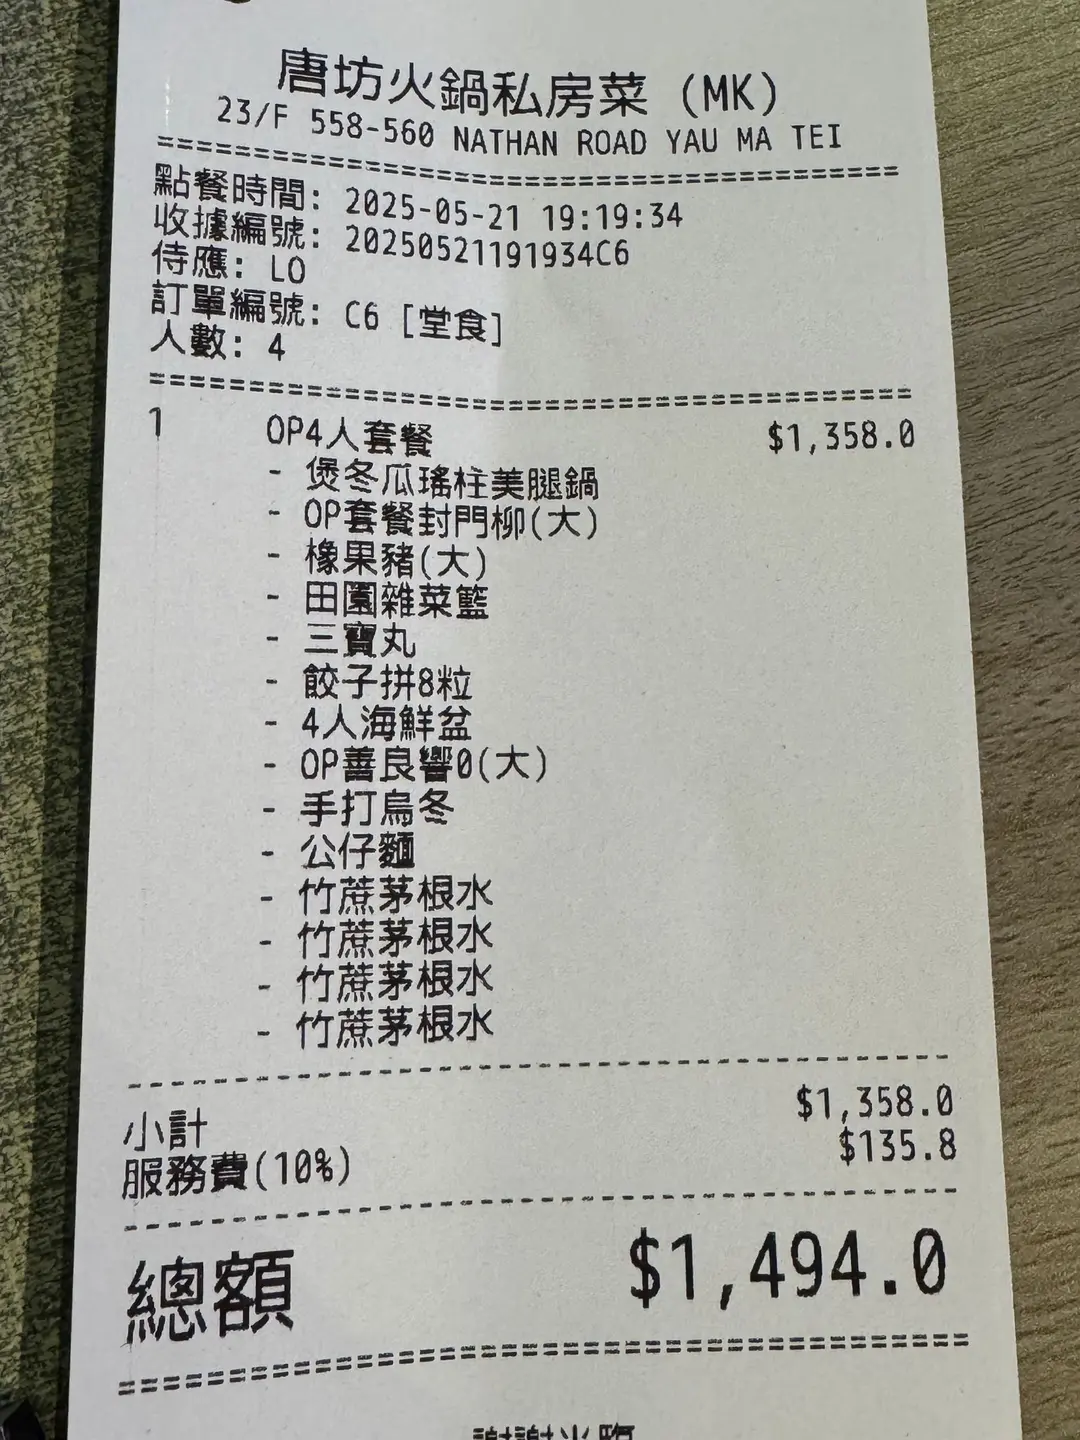 唐坊火鍋私房菜 (MK)
23/F 558-560 NATHAN ROAD YAU MA TEI
點餐時間: 2025-05-21 19:19:34
收據編號: 20250521191934C6
侍應: LO
訂單編號: C6 [堂食]
人數: 4
1 OP4人套餐 $1,358.0
- 煲冬瓜瑤柱美腿鍋
- OP套餐封門柳(大)
- 橡果豬(大)
- 田園雜菜籃
- 三寶丸
- 餃子拼8粒
- 4人海鮮盆
- OP善良響0(大)
- 手打烏冬
- 公仔麵
- 竹蔗茅根水
- 竹蔗茅根水
- 竹蔗茅根水
- 竹蔗茅根水
小計 $1,358.0
服務費(10%) $135.8
總額 $1,494.0